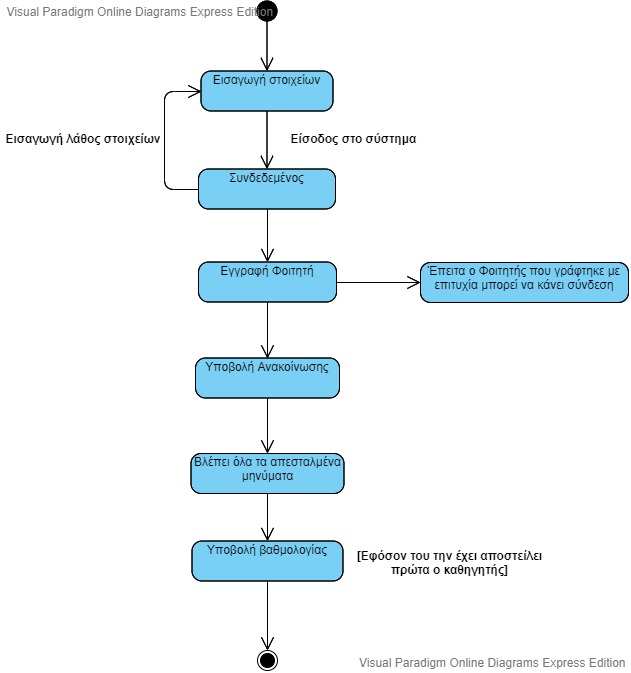 Visual Paradigm Online Diagrams Express Edition
Εισαγωγή στοιχείων
Εισαγωγή λάθος στοιχείων
Είσοδος στο σύστημα
Συνδεδεμένος
Εγγραφή Φοιτητή
Έπειτα ο Φοιτητής που γράφτηκε με
επιτυχία μπορεί να κάνει σύνδεση
Υποβολή Ανακοίνωσης
Βλέπει όλα τα απεσταλμένα
μηνύματα
Υποβολή βαθμολογίας
[Εφόσον του την έχει αποστείλει
πρώτα ο καθηγητής]
Visual Paradigm Online Diagrams Express Edition